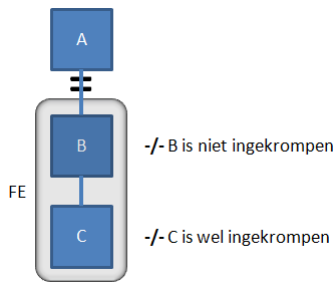 A
B
-/- B is niet ingekrompen
FE
C
-/- C is wel ingekrompen